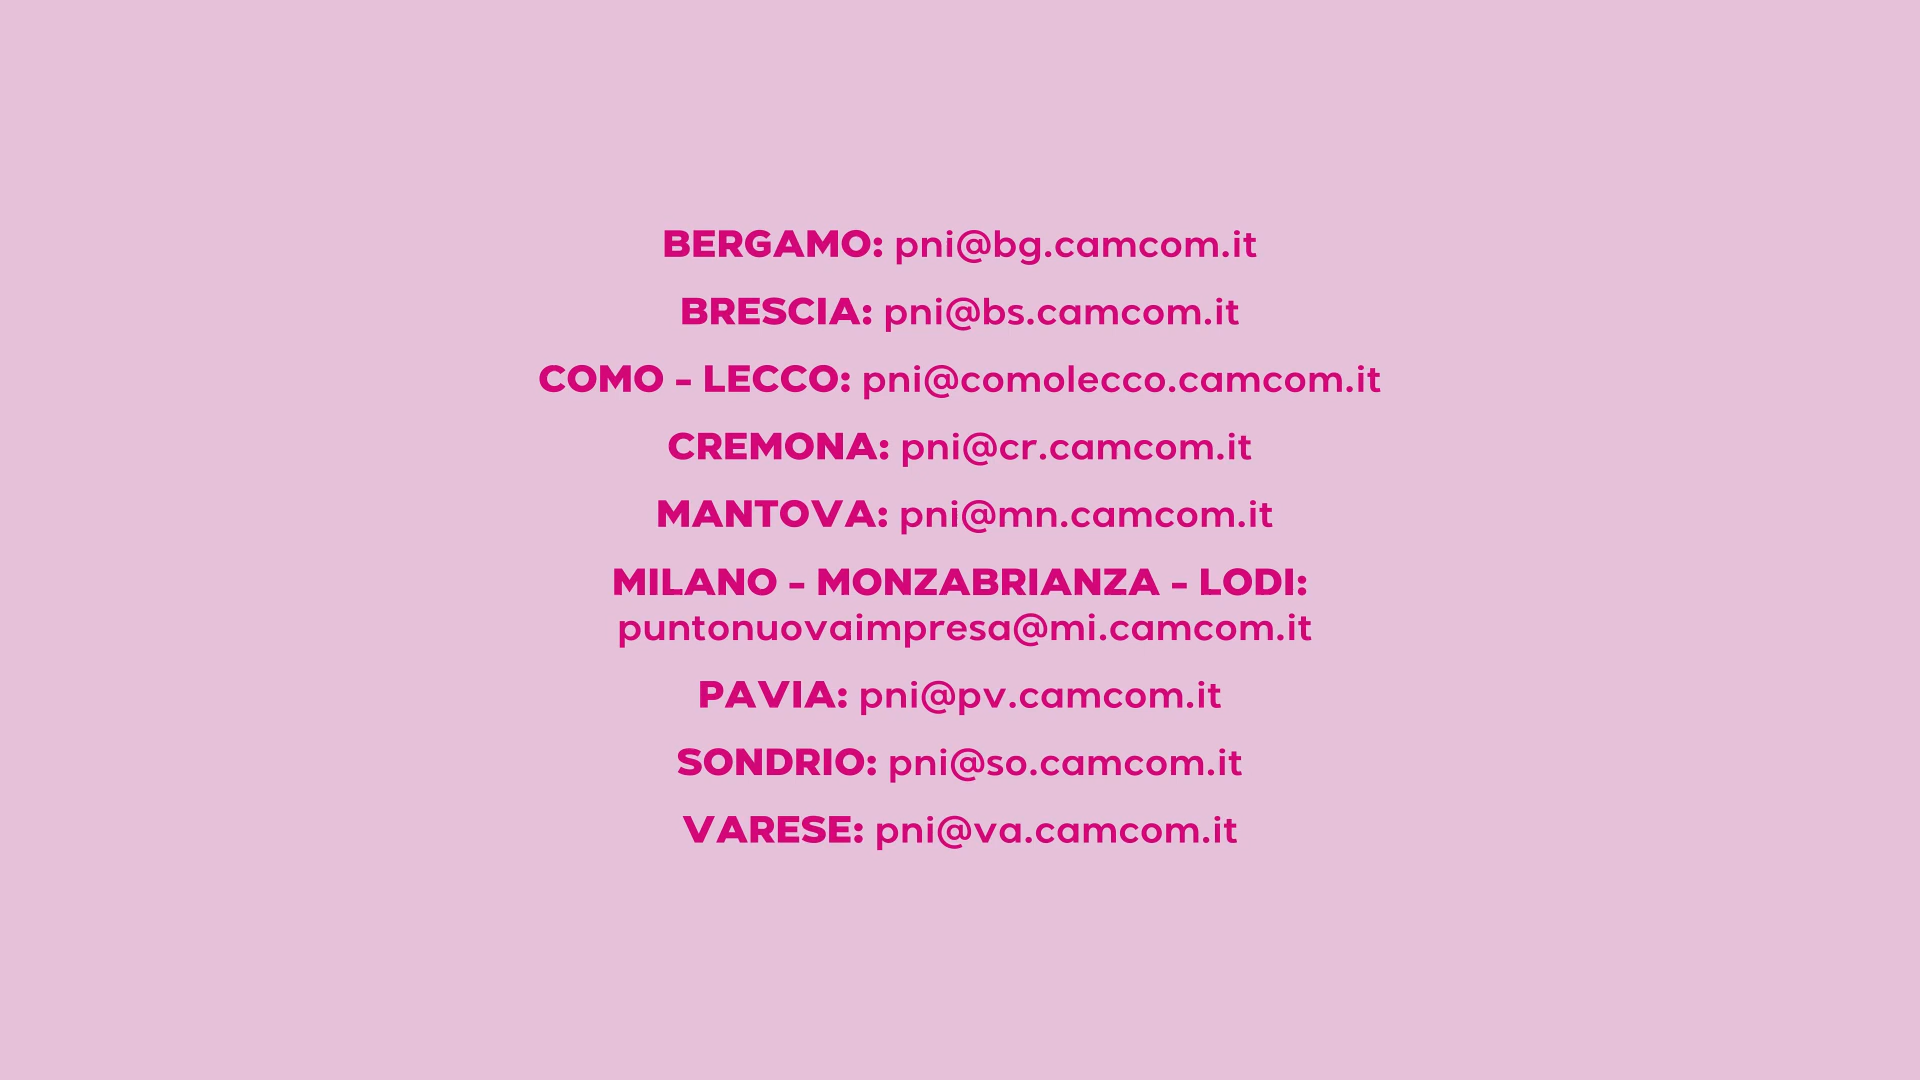 BERGAMO: pni@bg.camcom.it
BRESCIA: pni@bs.camcom.it
COMO - LECCO: pni@comolecco.camcom.it
CREMONA: pni@cr.camcom.it
MANTOVA: pni@mn.camcom.it
MILANO - MONZABRIANZA - LODI:
puntonuovaimpresa@mi.camcom.it
PAVIA: pni@pv.camcom.it
SONDRIO: pni@so.camcom.it
VARESE: pni@va.camcom.it